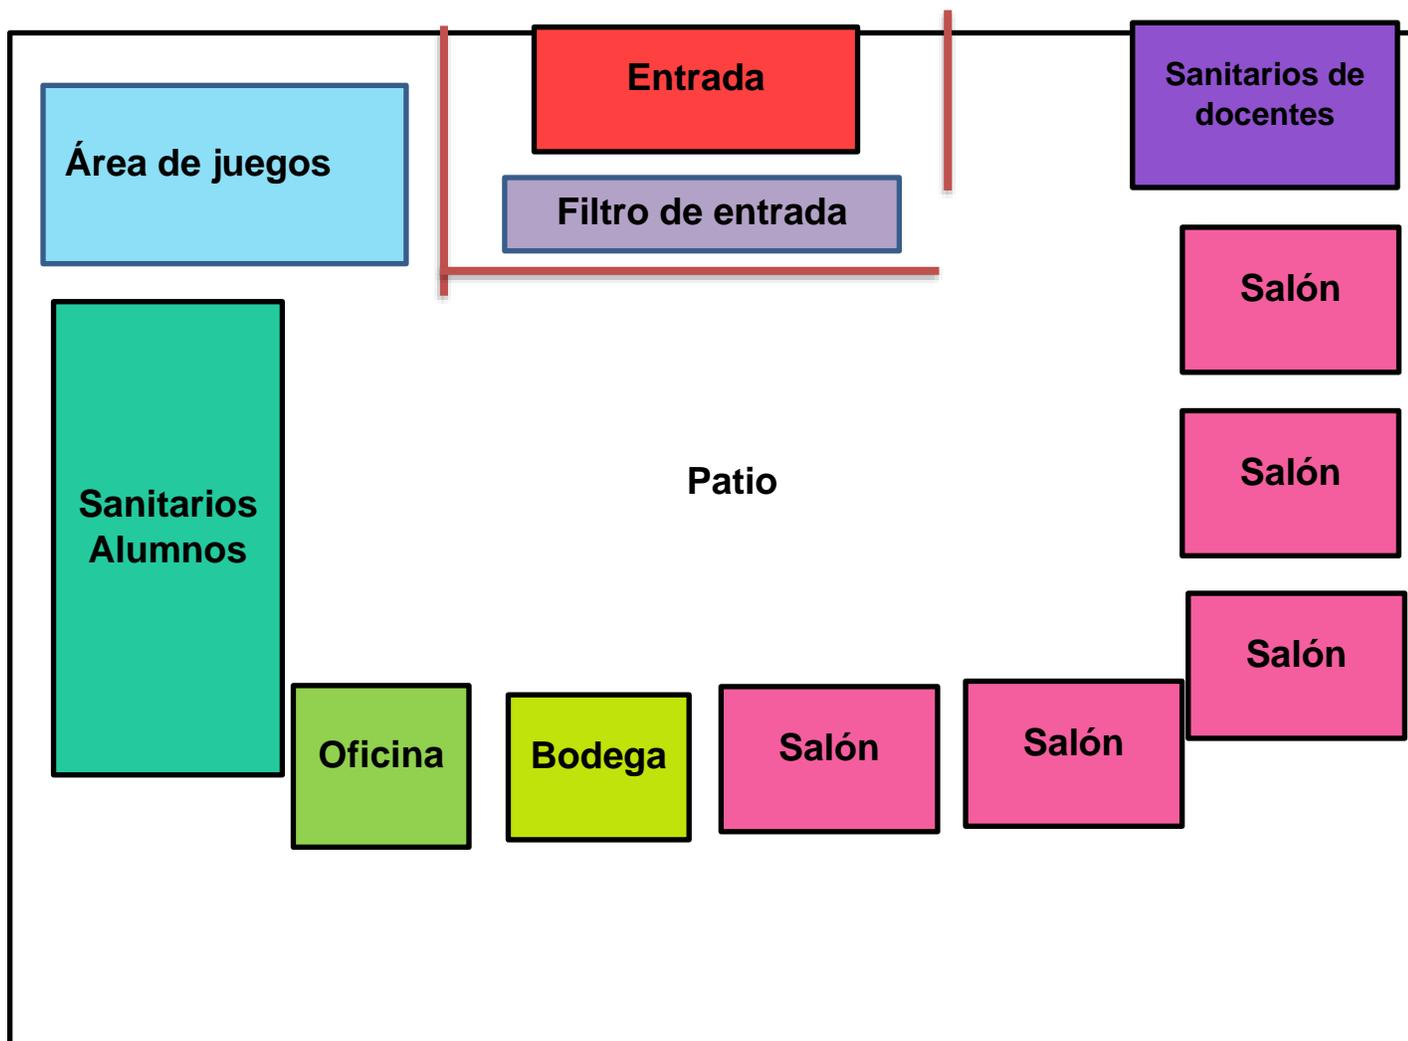 Entrada
Sanitarios de
docentes
Área de juegos
Filtro de entrada
Salón
Salón
Patio
Sanitarios
Alumnos
Salón
Oficina
Bodega
Salón
Salón